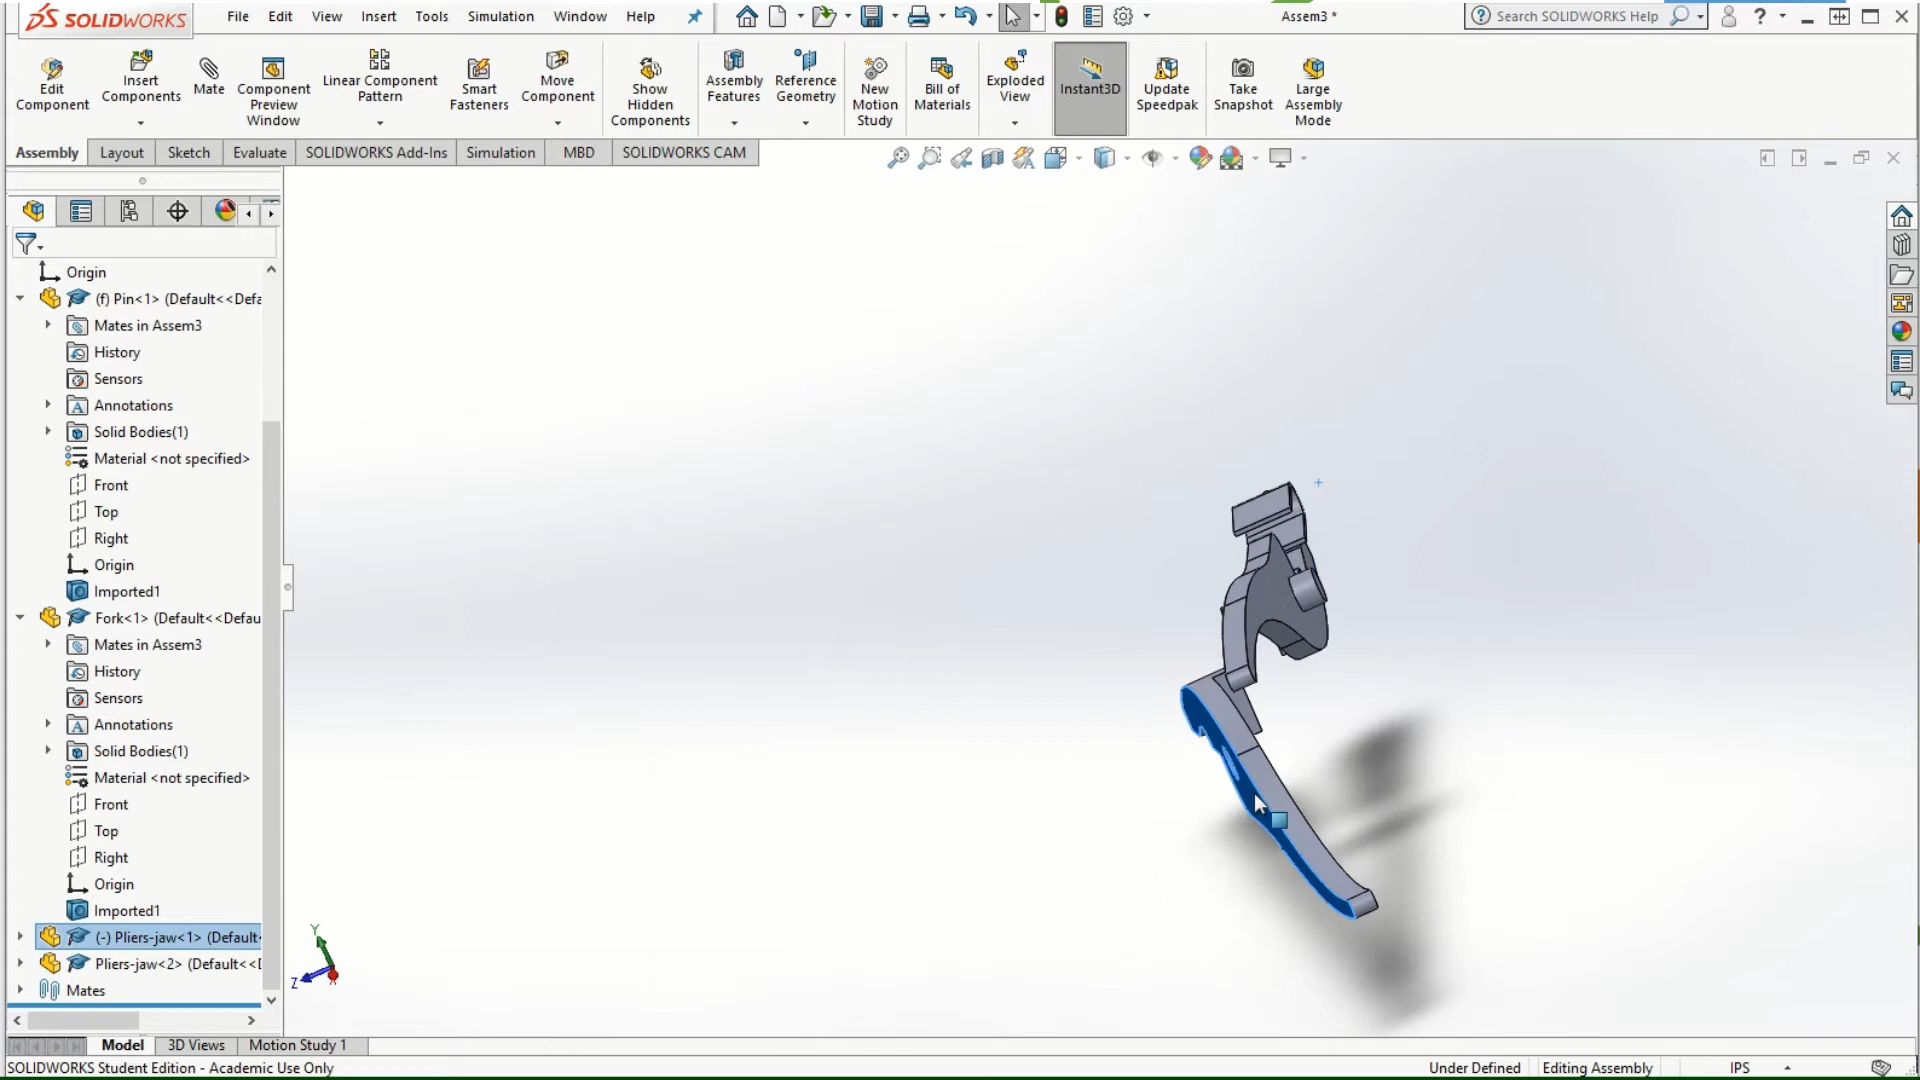 SOLIDWORKS
File Edit View Insert Tools Simulation Window Help
Assem3 *
Search SOLIDWORKS Help
Edit Component
Insert Components
Mate
Component Preview Window
Linear Component Pattern
Smart Fasteners
Move Component
Show Hidden Components
Assembly Features
Reference Geometry
New Motion Study
Bill of Materials
Exploded View
Instant3D
Update Speedpak
Take Snapshot
Large Assembly Mode
Assembly Layout Sketch Evaluate SOLIDWORKS Add-Ins Simulation MBD SOLIDWORKS CAM
Origin
(f) Pin<1> (Default<<Defa
Mates in Assem3
History
Sensors
Annotations
Solid Bodies(1)
Material <not specified>
Front
Top
Right
Origin
Imported1
Fork<1> (Default<<Defau
Mates in Assem3
History
Sensors
Annotations
Solid Bodies(1)
Material <not specified>
Front
Top
Right
Origin
Imported1
(-) Pliers-jaw<1> (Default
Pliers-jaw<2> (Default<<
Mates
Y
Z
X
Model 3D Views Motion Study 1
SOLIDWORKS Student Edition - Academic Use Only
Under Defined Editing Assembly IPS